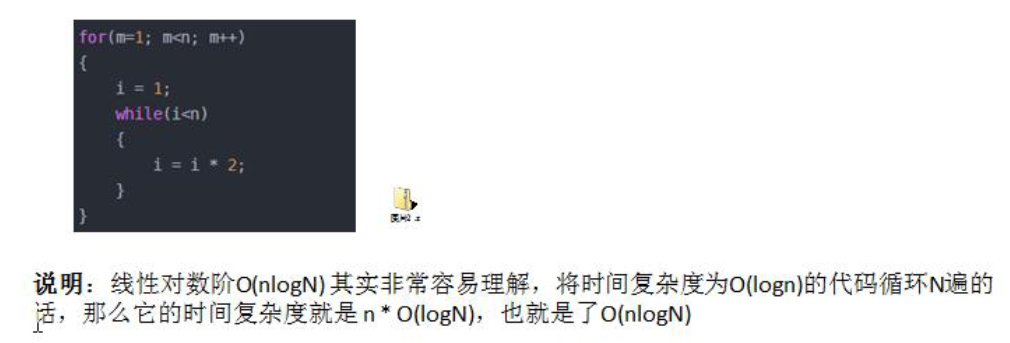 for(m=1; m<n; m++)
{
i = 1;
while(i<n)
{
i = i * 2;
}
}
说明：线性对数阶O(nlogN) 其实非常容易理解，将时间复杂度为O(logn)的代码循环N遍的
话，那么它的时间复杂度就是 n * O(logN)，也就是了O(nlogN)